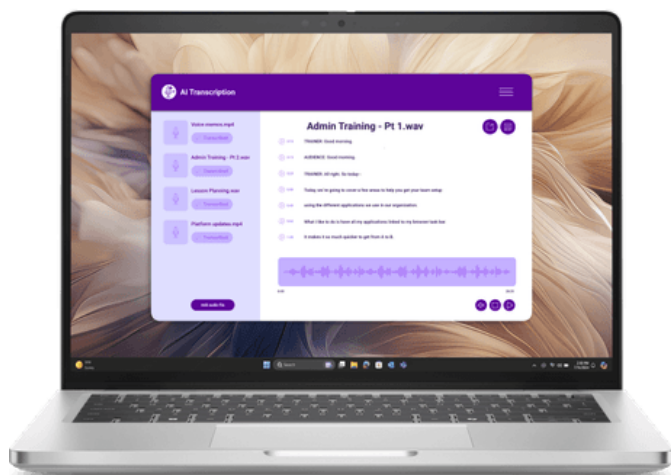 AI Transcription
Voice memos.mp4
Transcribed
Admin Training - Pt 2.wav
Transcribed
Lesson Planning.wav
Transcribed
Platform updates.mp4
Transcribed
Add audio file
Admin Training - Pt 1.wav
TRAINER: Good morning
AUDIENCE: Good morning
TRAINER: All right. So today -
Today, we're going to cover a few areas to help you get your team setup
using the different applications we use in our organisation.
What I like to do is have all my applications linked to my browser task bar
It makes it so much quicker to get from A to B.
0:00
Search